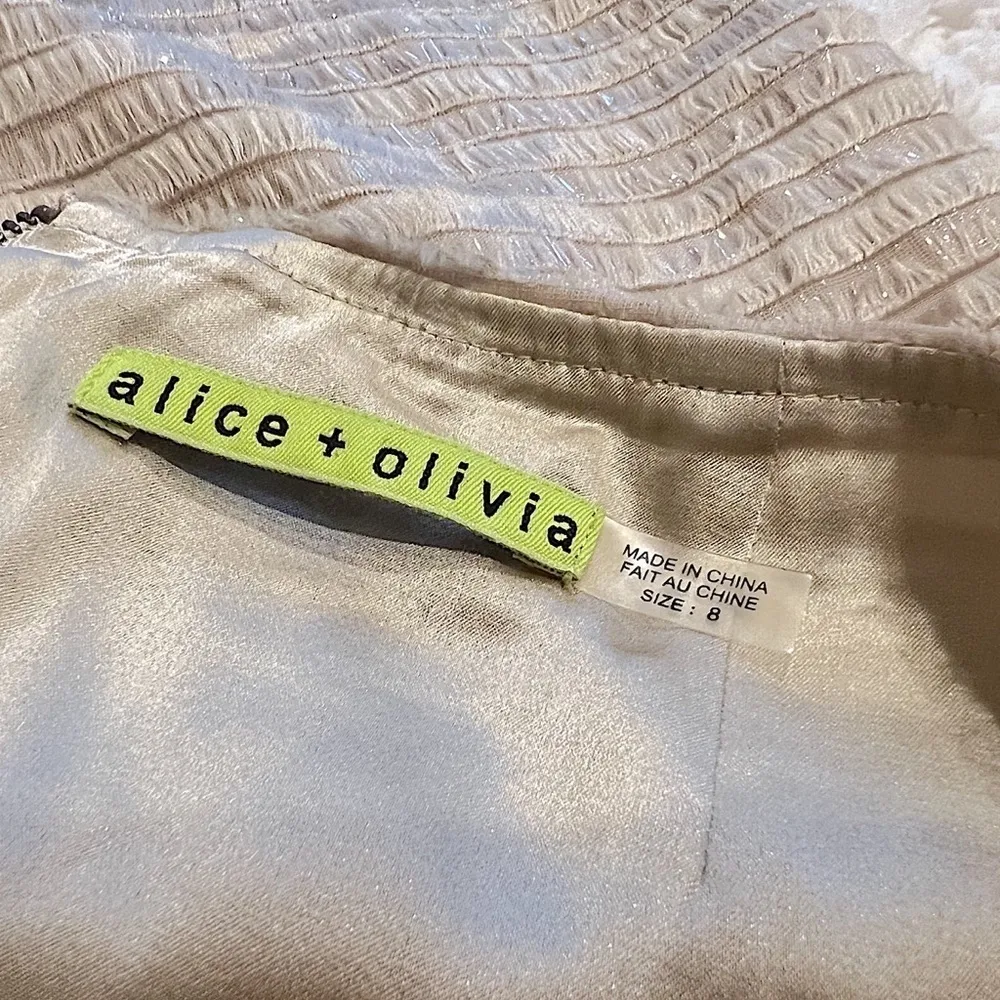 alice + olivia
MADE IN CHINA
FAIT AU CHINE
SIZE : 8